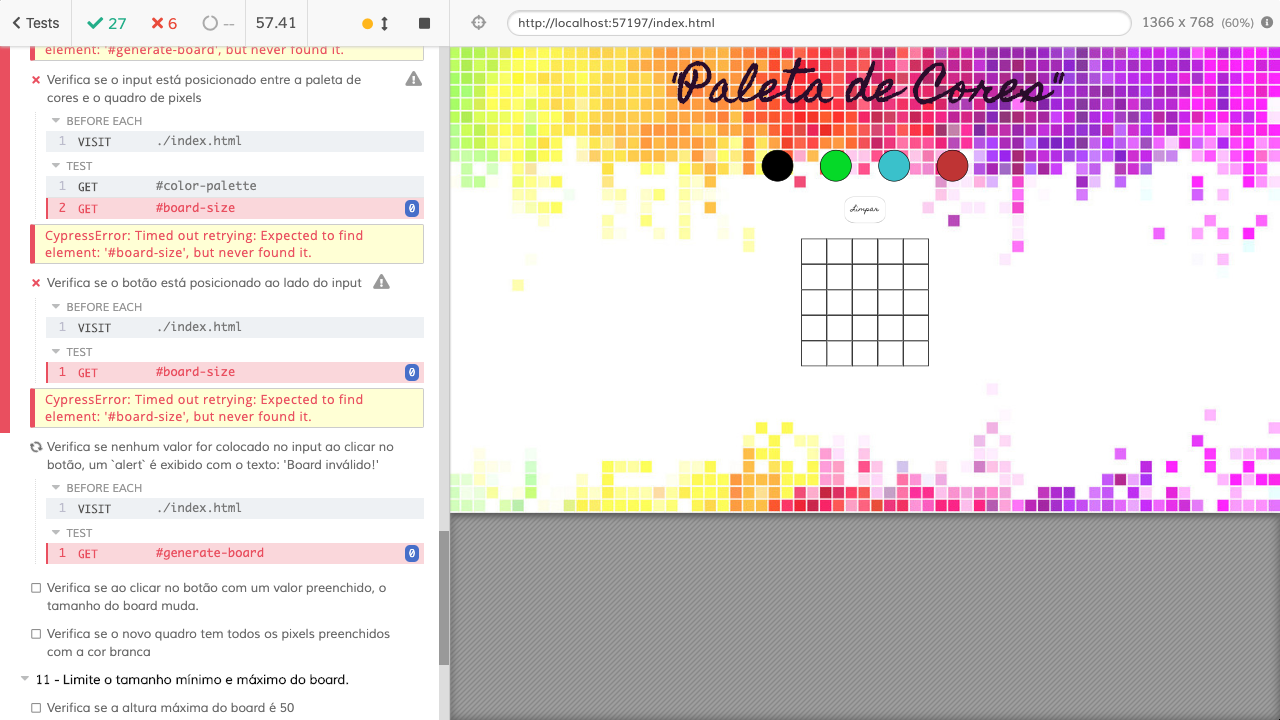 Tests
27
6
--
57.41
http://localhost:57197/index.html
1366 x 768 (60%)
element: '#generate-board', but never found it.
Verifica se o input está posicionado entre a paleta de
cores e o quadro de pixels
BEFORE EACH
1 VISIT ./index.html
TEST
1 GET #color-palette
2 GET #board-size 0
CypressError: Timed out retrying: Expected to find
element: '#board-size', but never found it.
Verifica se o botão está posicionado ao lado do input
BEFORE EACH
1 VISIT ./index.html
TEST
1 GET #board-size 0
CypressError: Timed out retrying: Expected to find
element: '#board-size', but never found it.
Verifica se nenhum valor for colocado no input ao clicar no
botão, um `alert` é exibido com o texto: 'Board inválido!'
BEFORE EACH
1 VISIT ./index.html
TEST
1 GET #generate-board 0
Verifica se ao clicar no botão com um valor preenchido, o
tamanho do board muda.
Verifica se o novo quadro tem todos os pixels preenchidos
com a cor branca
11 - Limite o tamanho mínimo e máximo do board.
Verifica se a altura máxima do board é 50
"Paleta de Cores"
Limpar